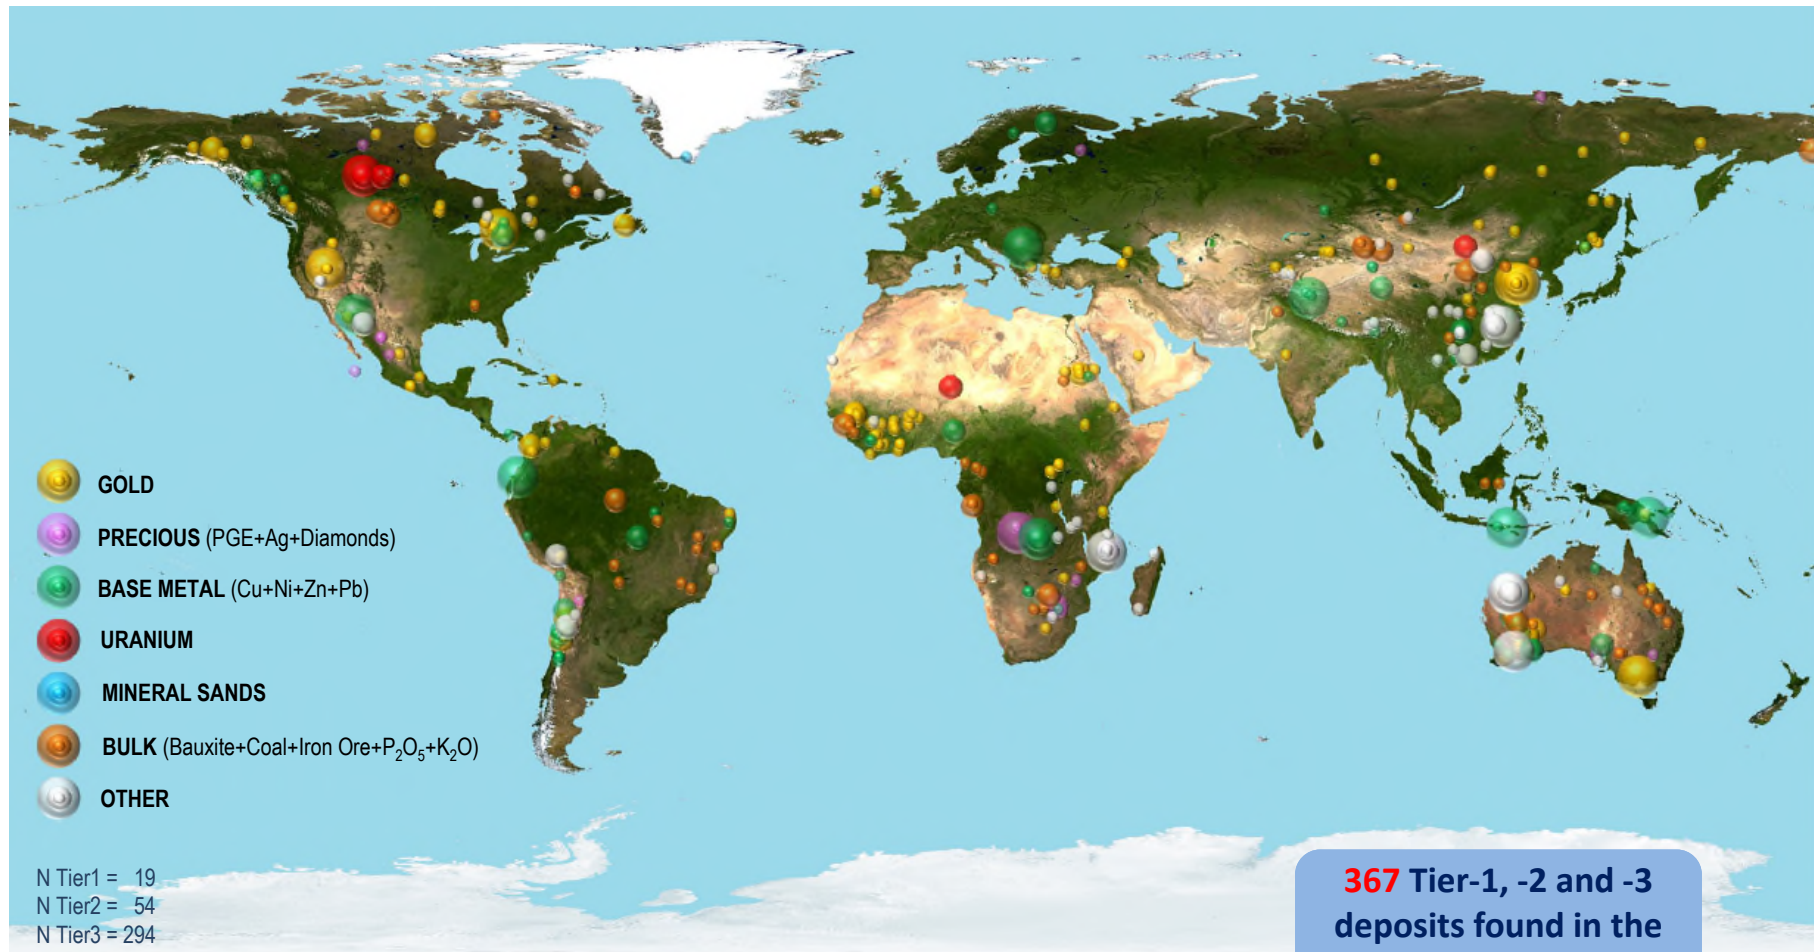 GOLD
PRECIOUS (PGE+Ag+Diamonds)
BASE METAL (Cu+Ni+Zn+Pb)
URANIUM
MINERAL SANDS
BULK (Bauxite+Coal+Iron Ore+P₂O₅+K₂O)
OTHER
N Tier1 = 19
N Tier2 = 54
N Tier3 = 294
367 Tier-1, -2 and -3
deposits found in the